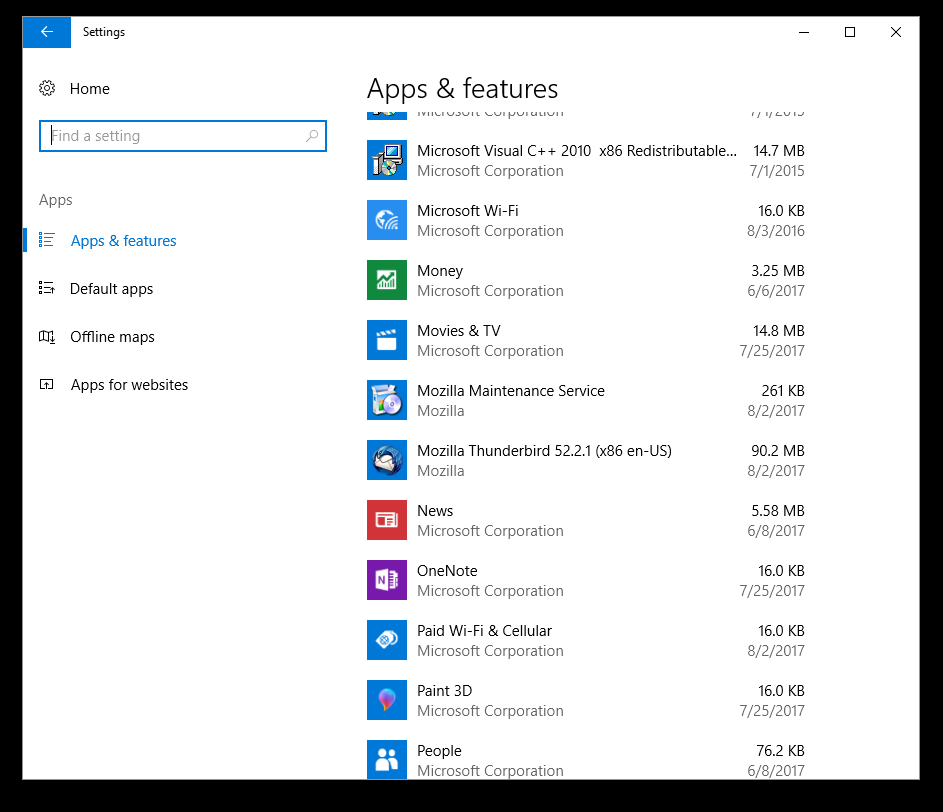 Settings
Home
Find a setting
Apps
Apps & features
Default apps
Offline maps
Apps for websites
Apps & features
Microsoft Corporation 7/1/2015
Microsoft Visual C++ 2010  x86 Redistributable... 14.7 MB
Microsoft Corporation 7/1/2015
Microsoft Wi-Fi 16.0 KB
Microsoft Corporation 8/3/2016
Money 3.25 MB
Microsoft Corporation 6/6/2017
Movies & TV 14.8 MB
Microsoft Corporation 7/25/2017
Mozilla Maintenance Service 261 KB
Mozilla 8/2/2017
Mozilla Thunderbird 52.2.1 (x86 en-US) 90.2 MB
Mozilla 8/2/2017
News 5.58 MB
Microsoft Corporation 6/8/2017
OneNote 16.0 KB
Microsoft Corporation 7/25/2017
Paid Wi-Fi & Cellular 16.0 KB
Microsoft Corporation 8/2/2017
Paint 3D 16.0 KB
Microsoft Corporation 7/25/2017
People 76.2 KB
Microsoft Corporation 6/8/2017